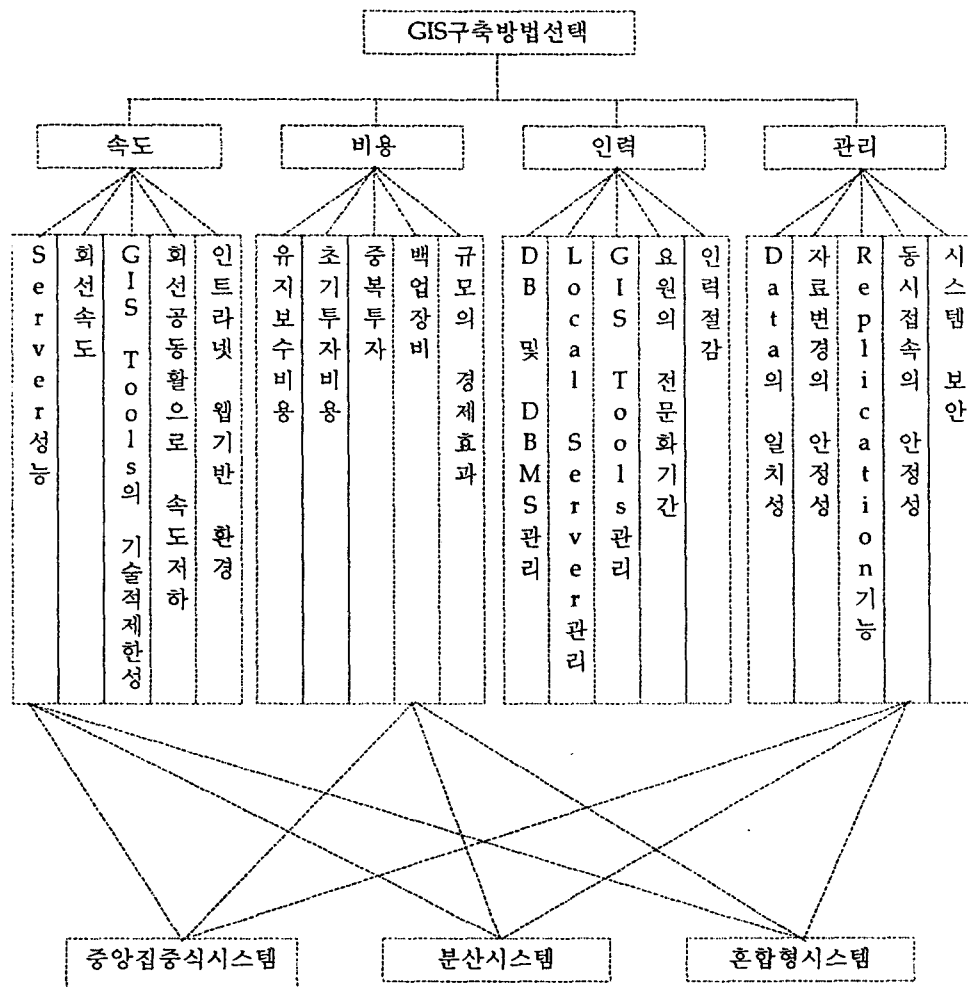 GIS구축방법선택
속도
비용
인력
관리
Server성능
회선속도
GIS Tools의 기술적제한성
회선공동활으로 속도저하
인트라넷 웹기반 환경
유지보수비용
초기투자비용
중복투자
백업장비
규모의 경제효과
DB 및 DBMS관리
Local Server관리
GIS Tools관리
요원의 전문화기간
인력절감
Data의 일치성
자료변경의 안정성
Replication기능
동시접속의 안정성
시스템 보안
중앙집중식시스템
분산시스템
혼합형시스템